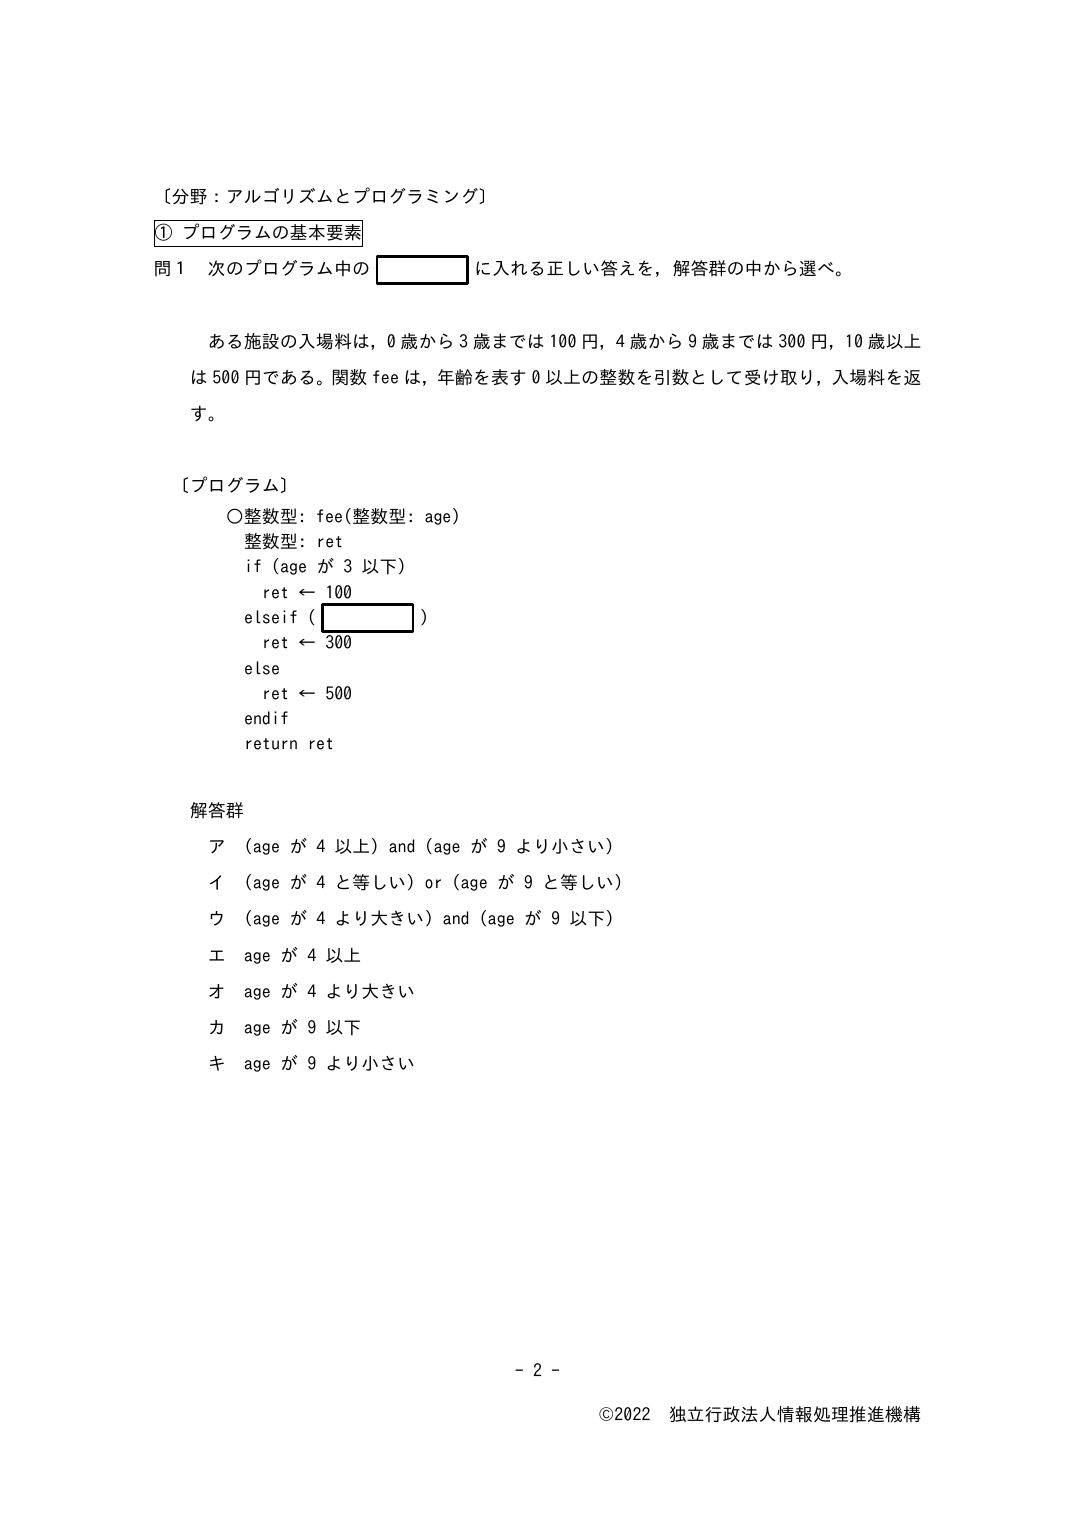 〔分野：アルゴリズムとプログラミング〕
① プログラムの基本要素
問1　次のプログラム中の　　　に入れる正しい答えを，解答群の中から選べ。
ある施設の入場料は，0 歳から 3 歳までは 100 円，4 歳から 9 歳までは 300 円，10 歳以上
は 500 円である。関数 fee は，年齢を表す 0 以上の整数を引数として受け取り，入場料を返
す。
〔プログラム〕
○整数型: fee(整数型: age)
整数型: ret
if (age が 3 以下)
ret ← 100
elseif (　　　)
ret ← 300
else
ret ← 500
endif
return ret
解答群
ア　(age が 4 以上) and (age が 9 より小さい)
イ　(age が 4 と等しい) or (age が 9 と等しい)
ウ　(age が 4 より大きい) and (age が 9 以下)
エ　age が 4 以上
オ　age が 4 より大きい
カ　age が 9 以下
キ　age が 9 より小さい
- 2 -
©2022　独立行政法人情報処理推進機構